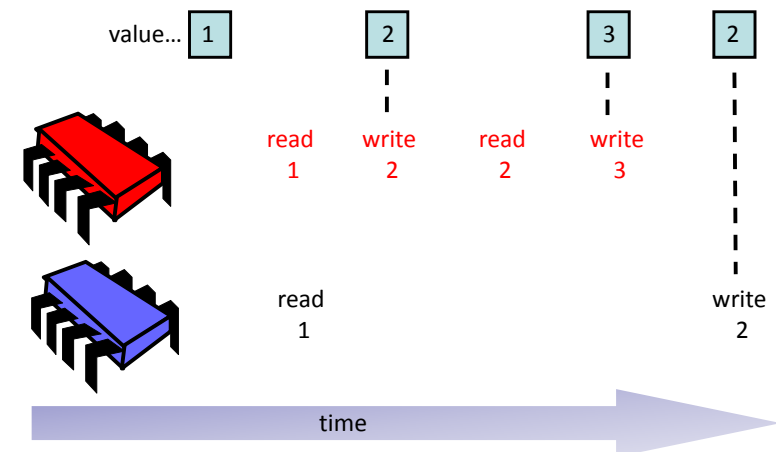 value… 1 2 3 2
read write read write
1 2 2 3
read write
1 2
time